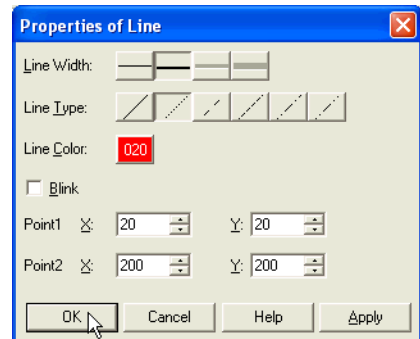 Properties of Line
Line Width:
Line Type:
Line Color: 020
Blink
Point1 X: 20 Y: 20
Point2 X: 200 Y: 200
OK Cancel Help Apply